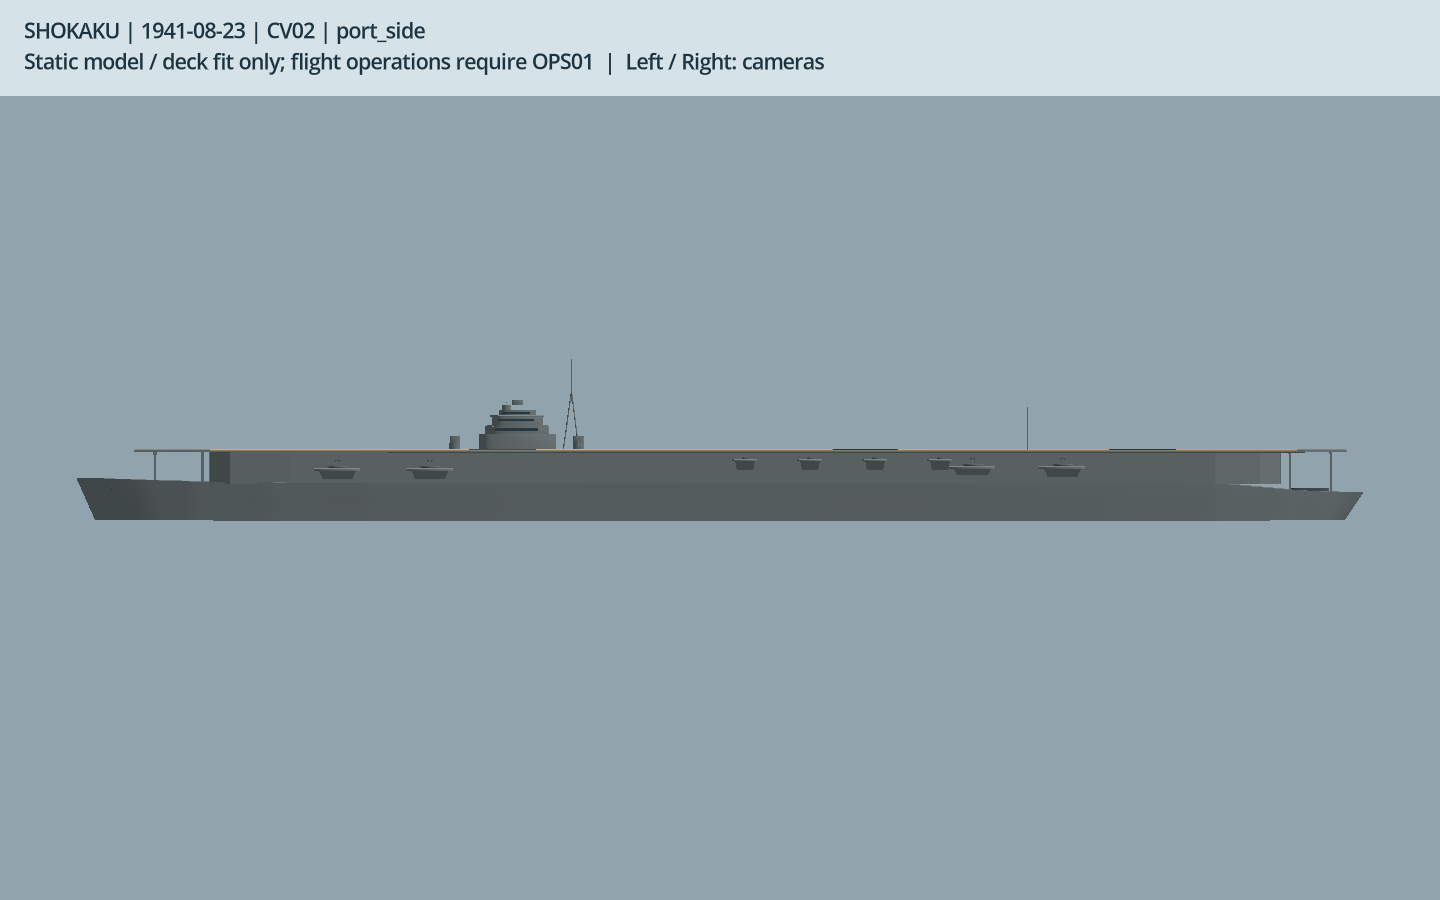 SHOKAKU | 1941-08-23 | CV02 | port_side
Static model / deck fit only; flight operations require OPS01 | Left / Right: cameras